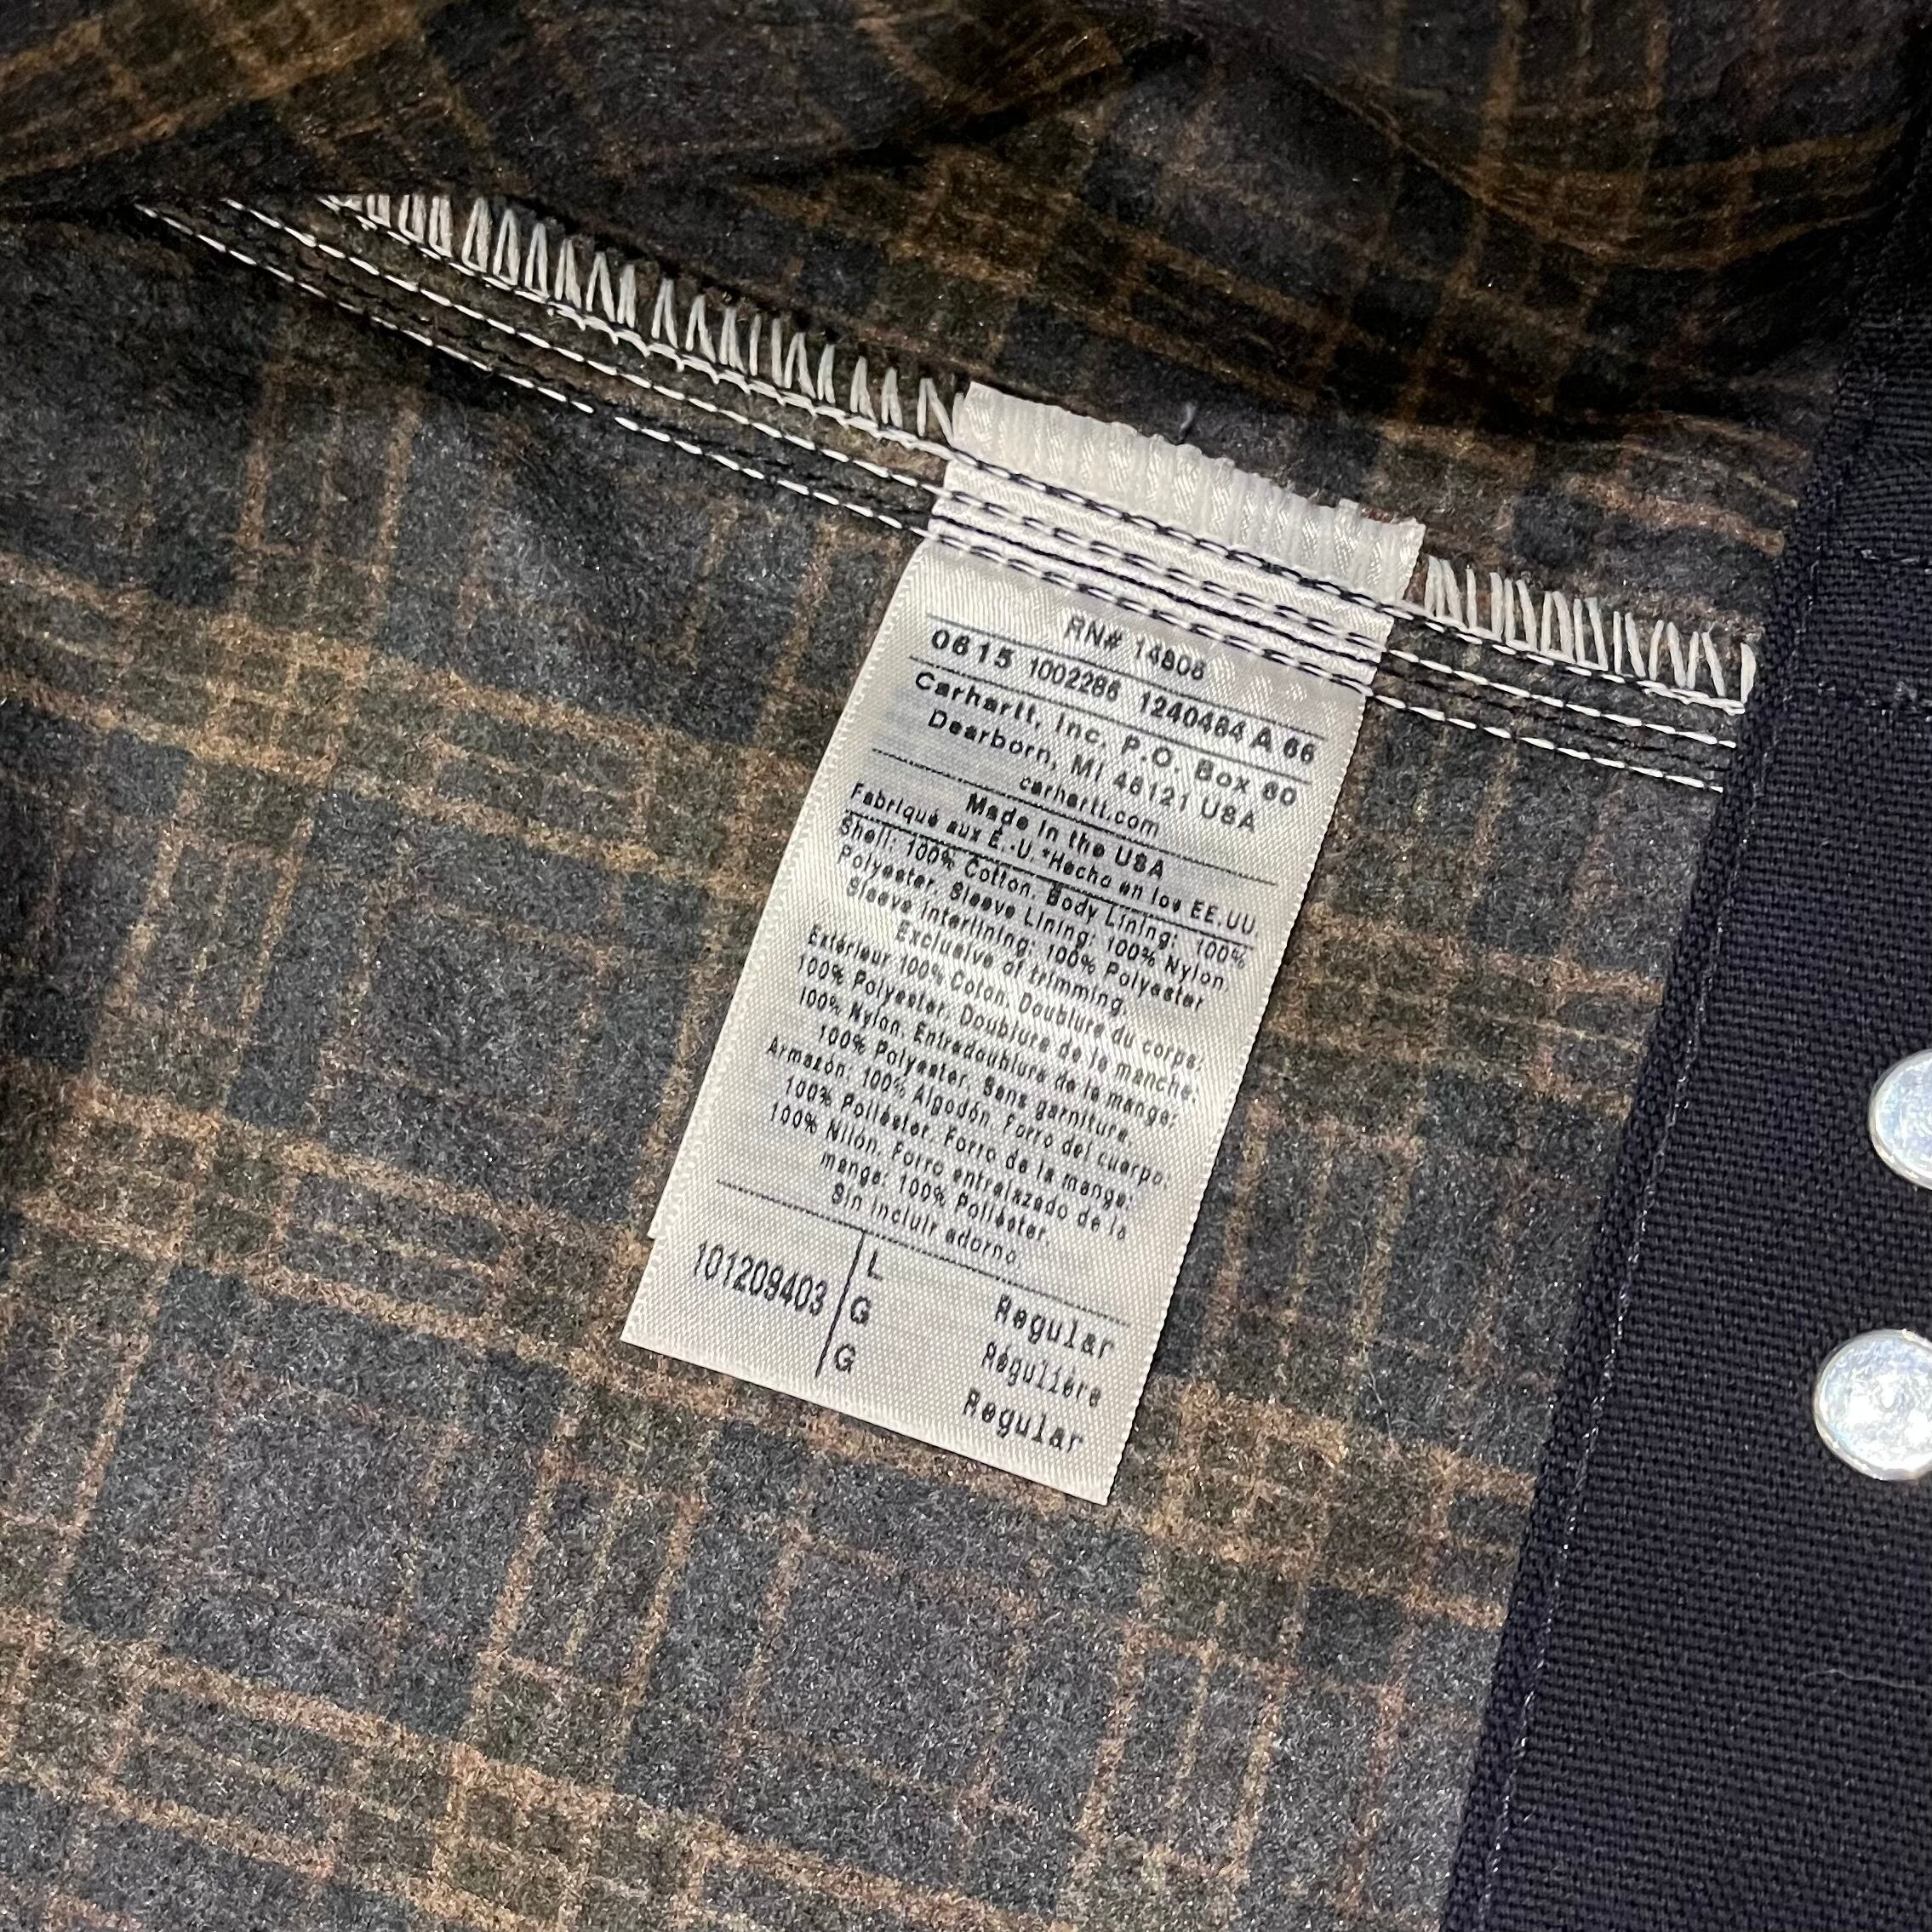 RN# 14806
0615 1002286 1240484 A 66
Carhartt, Inc. P.O. Box 60
Dearborn, MI 48121 USA
carhartt.com
Made in the USA
Fabriqué aux É.-U.*Hecho en los EE.UU.
Shell: 100% Cotton. Body Lining: 100%
Polyester. Sleeve Lining: 100% Nylon
Sleeve interlining: 100% Polyester
Exclusive of trimming.
Extérieur 100% Coton. Doublure du corps:
100% Polyester. Doublure de la manche:
100% Nylon. Entredoublure de la mange:
100% Polyester. Sans garniture.
Armazón: 100% Algodón. Forro del cuerpo:
100% Poliéster. Forro de la manga:
100% Nilón. Forro entrelazado de la
manga: 100% Poliéster.
Sin incluir adorno
101209403 L Regular
G Régulière
G Regular